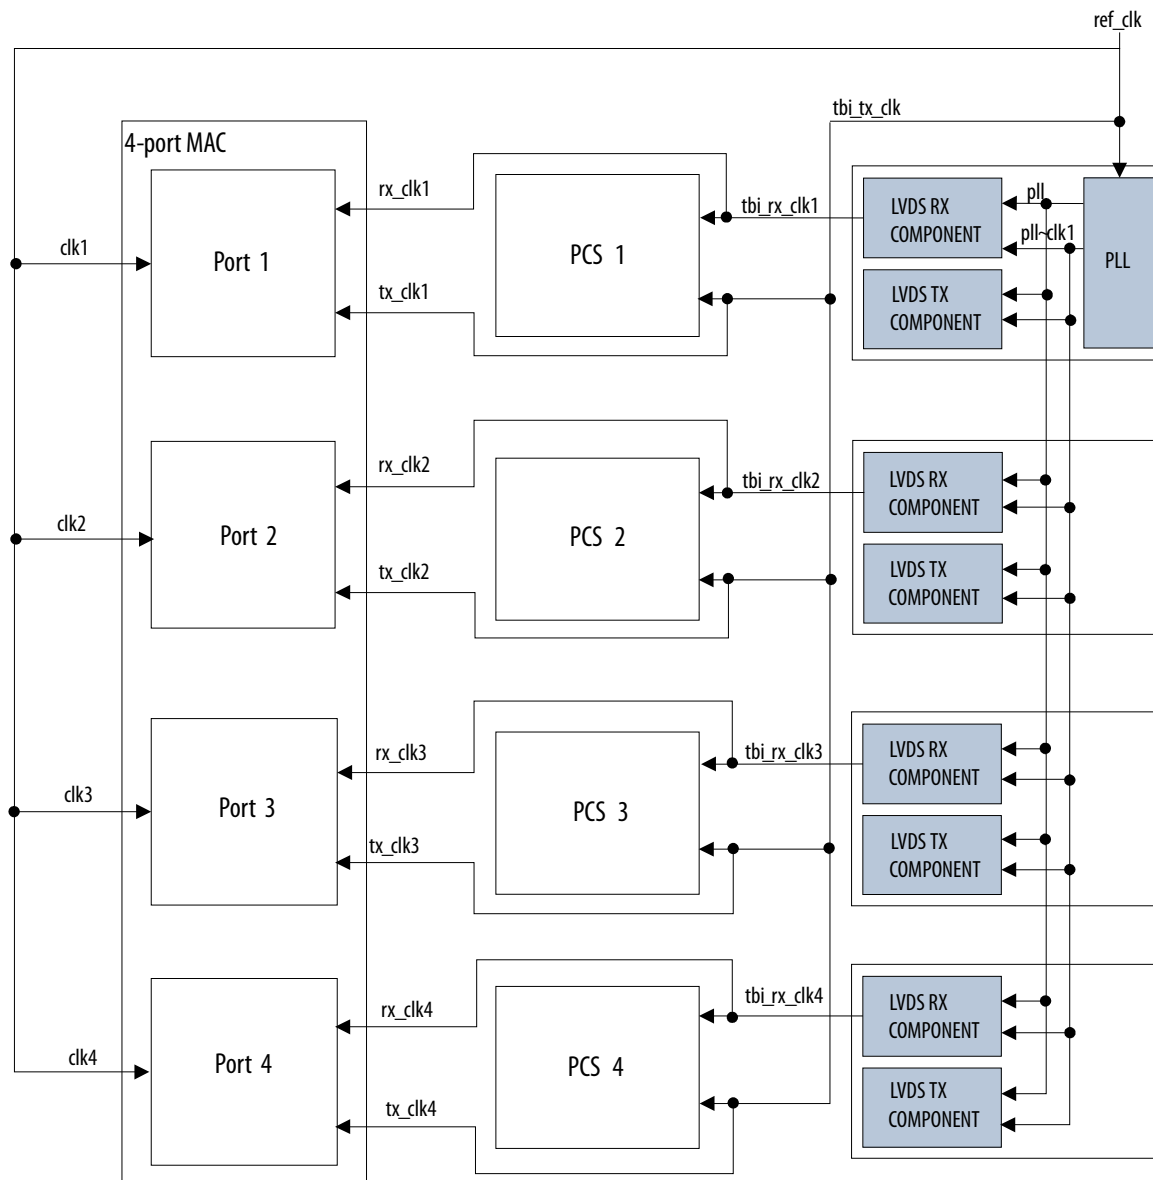 ref_clk
tbi_tx_clk
4-port MAC
rx_clk1
clk1
Port 1
tx_clk1
PCS 1
tbi_rx_clk1
LVDS RX
COMPONENT
pll
pll~clk1
PLL
LVDS TX
COMPONENT
rx_clk2
clk2
Port 2
tx_clk2
PCS 2
tbi_rx_clk2
LVDS RX
COMPONENT
LVDS TX
COMPONENT
rx_clk3
clk3
Port 3
tx_clk3
PCS 3
tbi_rx_clk3
LVDS RX
COMPONENT
LVDS TX
COMPONENT
rx_clk4
clk4
Port 4
tx_clk4
PCS 4
tbi_rx_clk4
LVDS RX
COMPONENT
LVDS TX
COMPONENT